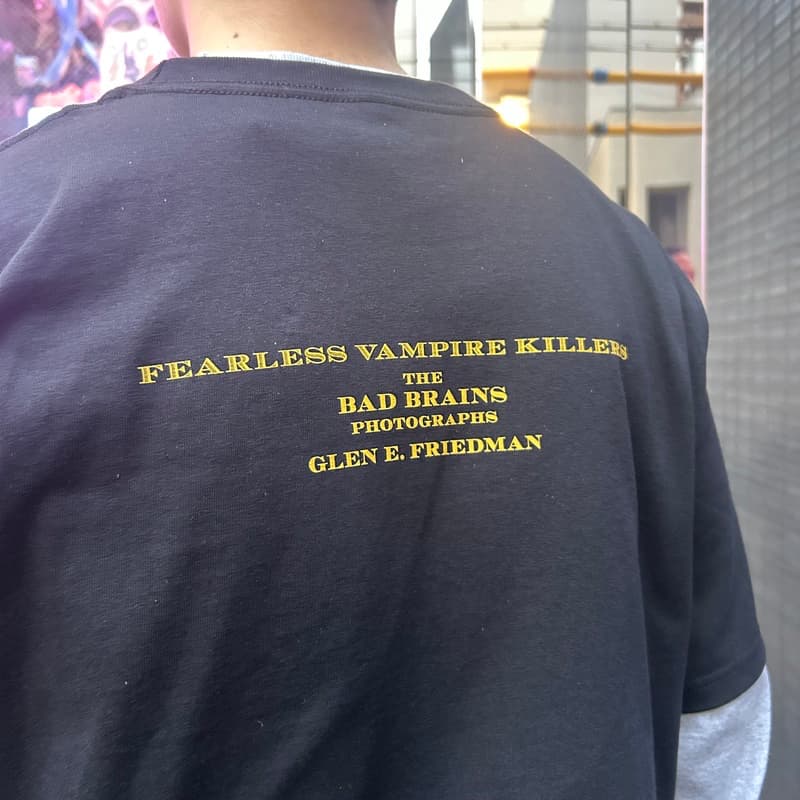 FEARLESS VAMPIRE KILLERS
THE
BAD BRAINS
PHOTOGRAPHS
GLEN E. FRIEDMAN